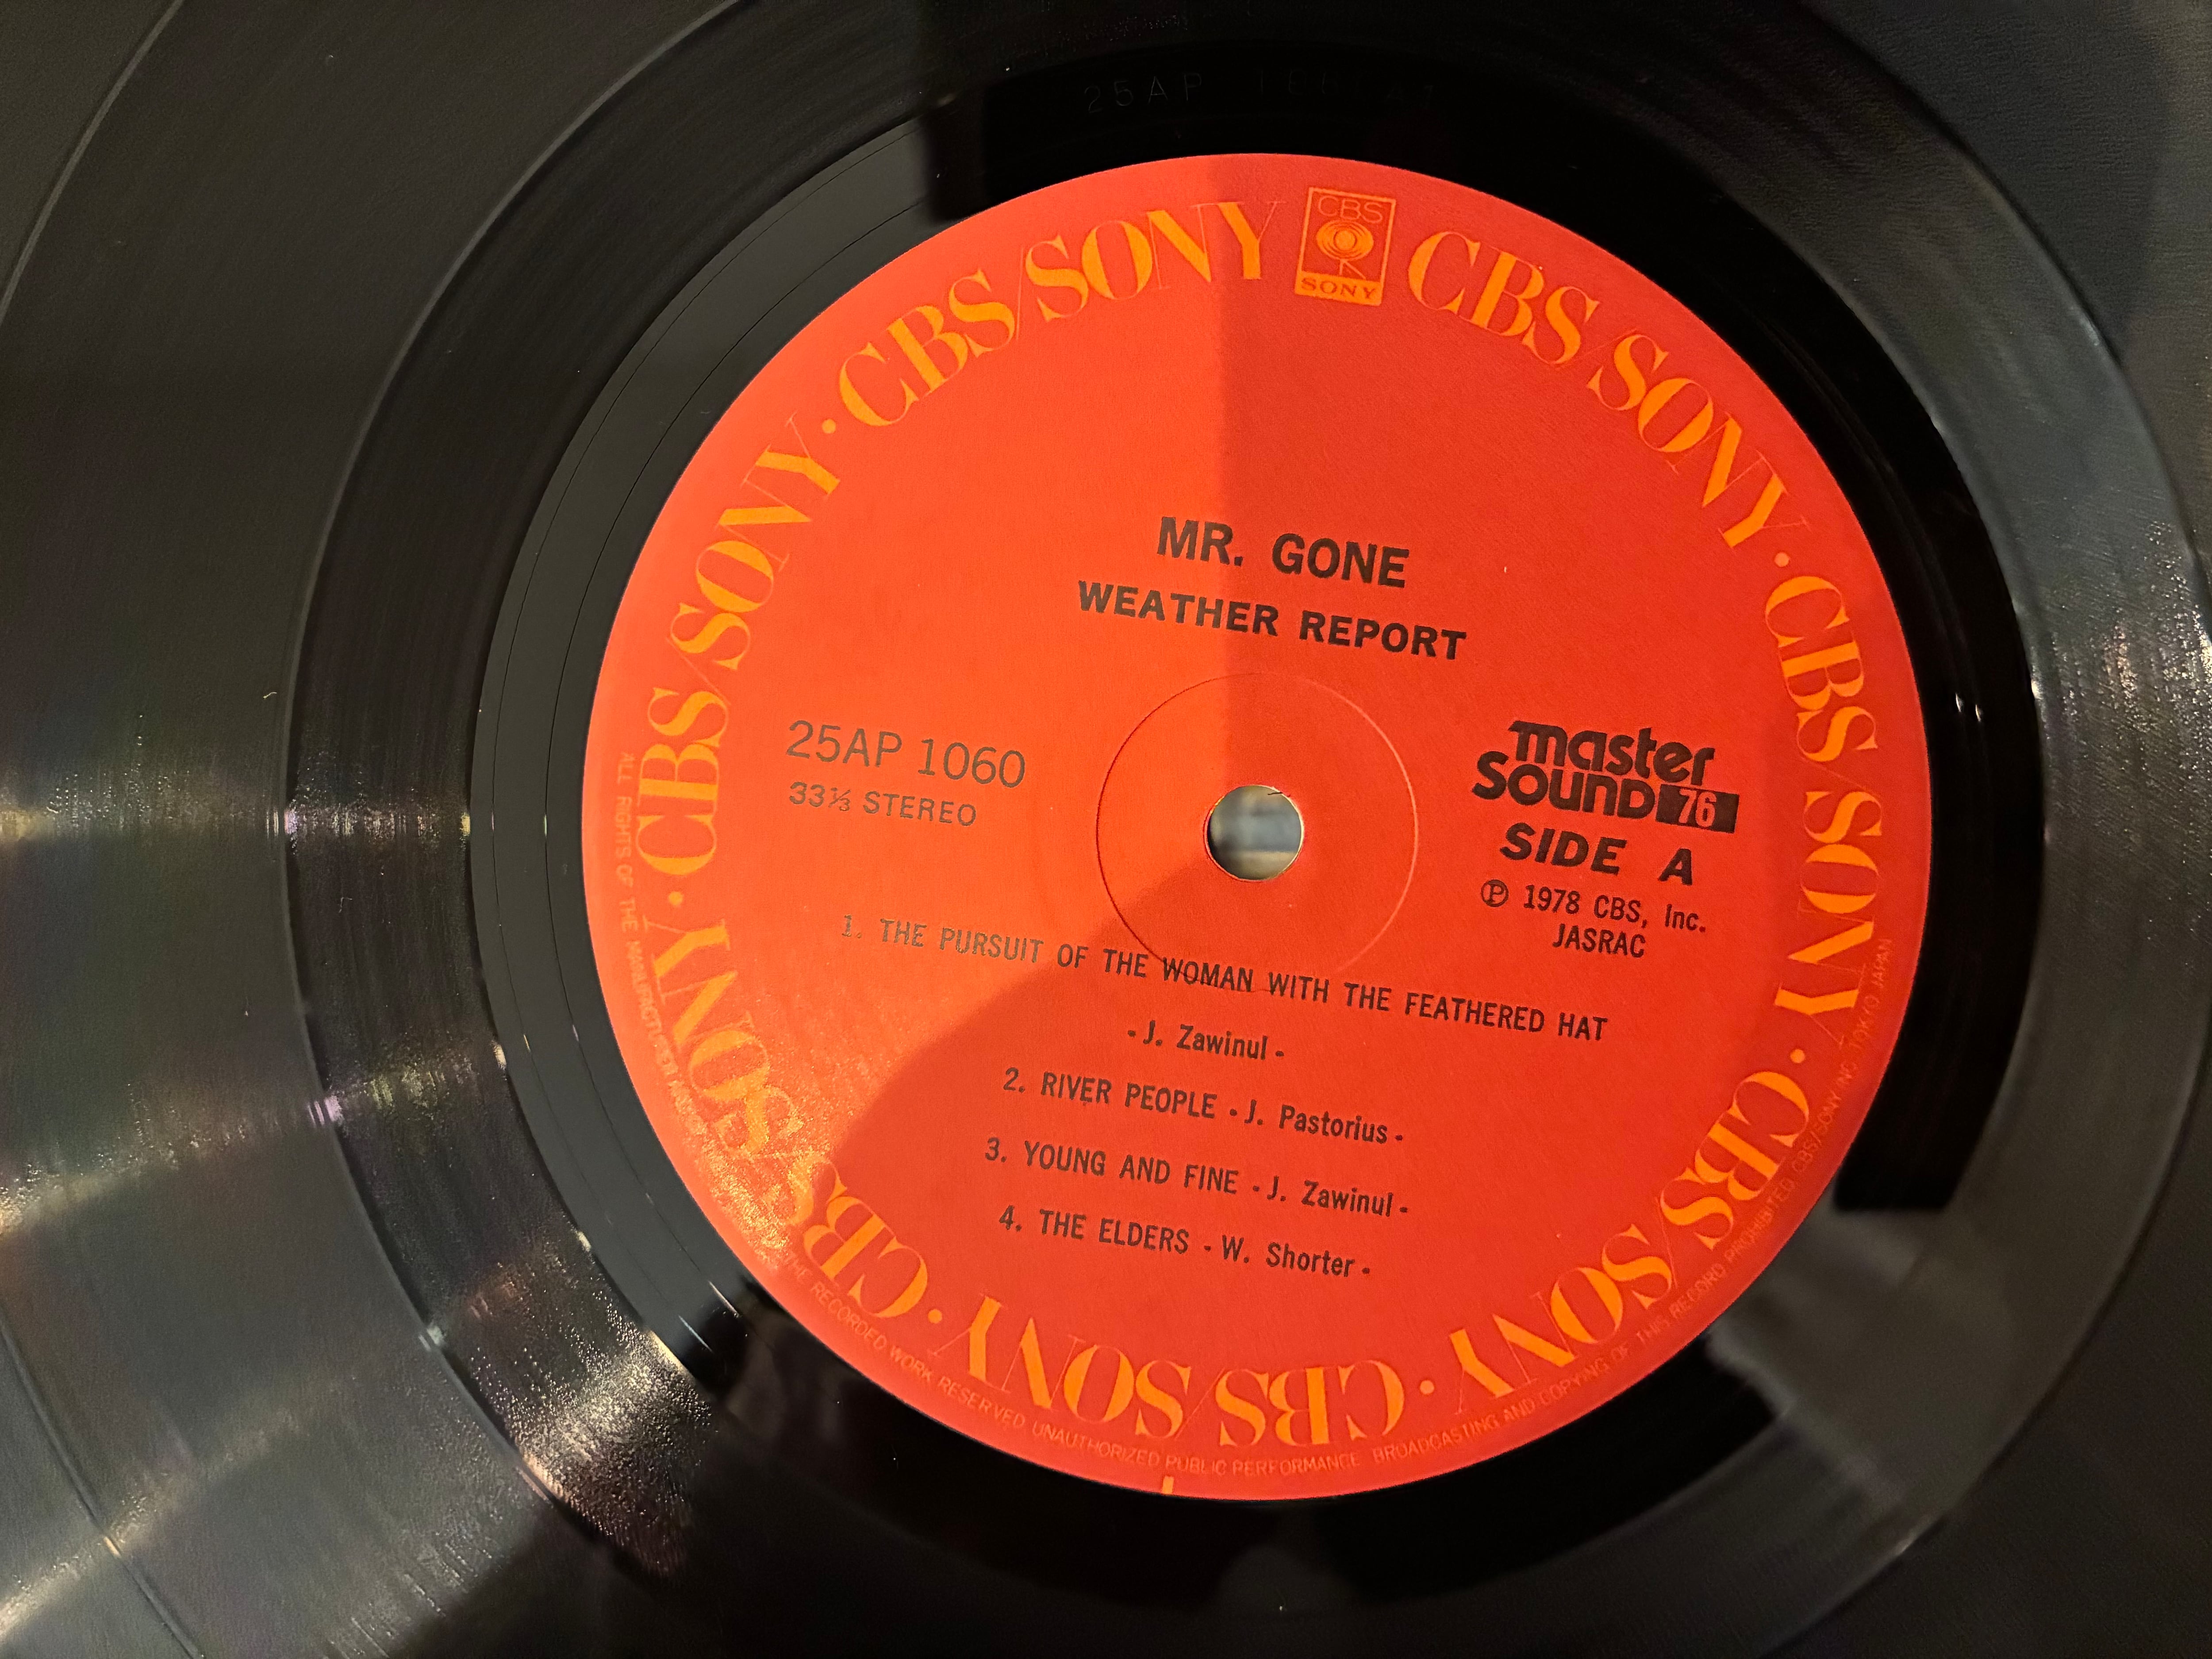 25AP
CBS
SONY
CBS/SONY · CBS/SONY · CBS/SONY · CBS/SONY · CBS/SONY · CBS/SONY · CBS/SONY · CBS/SONY
MR. GONE
WEATHER REPORT
25AP 1060
33⅓ STEREO
master
sound 76
SIDE A
℗ 1978 CBS, Inc.
JASRAC
1. THE PURSUIT OF THE WOMAN WITH THE FEATHERED HAT
- J. Zawinul -
2. RIVER PEOPLE - J. Pastorius -
3. YOUNG AND FINE - J. Zawinul -
4. THE ELDERS - W. Shorter -
ALL RIGHTS OF THE MANUFACTURER THE RECORDED WORK RESERVED UNAUTHORIZED PUBLIC PERFORMANCE BROADCASTING AND COPYING OF THIS RECORD PROHIBITED CBS/SONY INC. TOKYO JAPAN